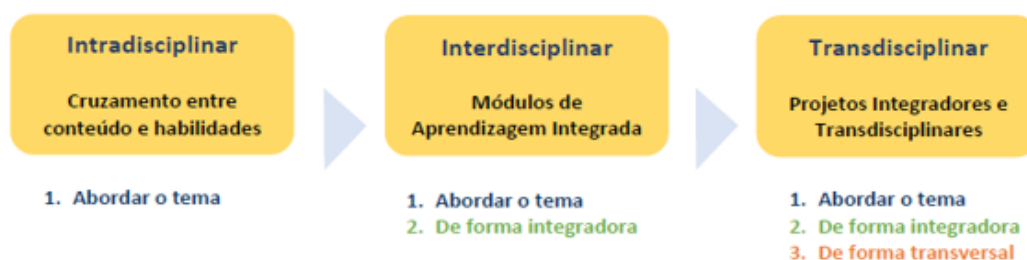 Intradisciplinar
Cruzamento entre
conteúdo e habilidades
1. Abordar o tema
Interdisciplinar
Módulos de
Aprendizagem Integrada
1. Abordar o tema
2. De forma integradora
Transdisciplinar
Projetos Integradores e
Transdisciplinares
1. Abordar o tema
2. De forma integradora
3. De forma transversal